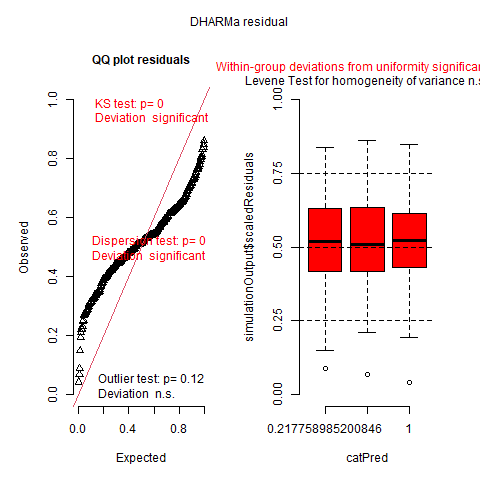 DHARMa residual
QQ plot residuals
Within-group deviations from uniformity significan
Levene Test for homogeneity of variance n.s
KS test: p= 0
Deviation  significant
Dispersion test: p= 0
Deviation  significant
Outlier test: p= 0.12
Deviation  n.s.
Observed
0.0
0.2
0.4
0.6
0.8
1.0
0.0
0.4
0.8
Expected
simulationOutput$scaledResiduals
0.00
0.25
0.50
0.75
1.00
0.217758985200846
1
catPred